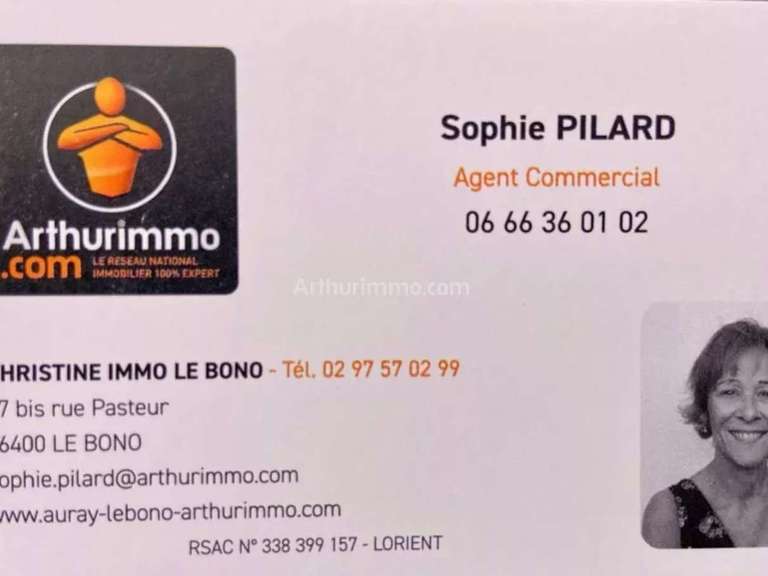 Arthurimmo
.com LE RESEAU NATIONAL
IMMOBILIER 100% EXPERT
Sophie PILARD
Agent Commercial
06 66 36 01 02
Arthurimmo.com
HRISTINE IMMO LE BONO - Tél. 02 97 57 02 99
7 bis rue Pasteur
6400 LE BONO
ophie.pilard@arthurimmo.com
www.auray-lebono-arthurimmo.com
RSAC N° 338 399 157 - LORIENT